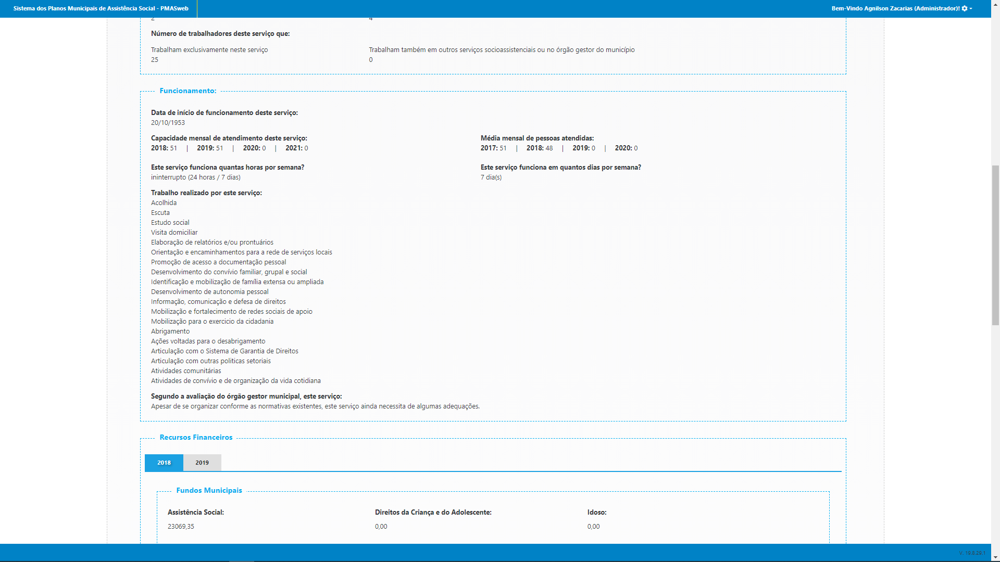 Sistema dos Planos Municipais de Assistência Social - PMASweb
Bem-Vindo Agnilson Zacarias (Administrador)!
2 4
Número de trabalhadores deste serviço que:
Trabalham exclusivamente neste serviço Trabalham também em outros serviços socioassistenciais ou no órgão gestor do município
25 0
Funcionamento:
Data de início de funcionamento deste serviço:
20/10/1953
Capacidade mensal de atendimento deste serviço: Média mensal de pessoas atendidas:
2018: 51 | 2019: 51 | 2020: 0 | 2021: 0 2017: 51 | 2018: 48 | 2019: 0 | 2020: 0
Este serviço funciona quantas horas por semana? Este serviço funciona em quantos dias por semana?
ininterrupto (24 horas / 7 dias) 7 dia(s)
Trabalho realizado por este serviço:
Acolhida
Escuta
Estudo social
Visita domiciliar
Elaboração de relatórios e/ou prontuários
Orientação e encaminhamentos para a rede de serviços locais
Promoção de acesso a documentação pessoal
Desenvolvimento do convívio familiar, grupal e social
Identificação e mobilização de família extensa ou ampliada
Desenvolvimento de autonomia pessoal
Informação, comunicação e defesa de direitos
Mobilização e fortalecimento de redes sociais de apoio
Mobilização para o exercicio da cidadania
Abrigamento
Ações voltadas para o desabrigamento
Articulação com o Sistema de Garantia de Direitos
Articulação com outras politicas setoriais
Atividades comunitárias
Atividades de convívio e de organização da vida cotidiana
Segundo a avaliação do órgão gestor municipal, este serviço:
Apesar de se organizar conforme as normativas existentes, este serviço ainda necessita de algumas adequações.
Recursos Financeiros
2018 2019
Fundos Municipais
Assistência Social: Direitos da Criança e do Adolescente: Idoso:
23069,35 0,00 0,00
V. 19.8.29.1